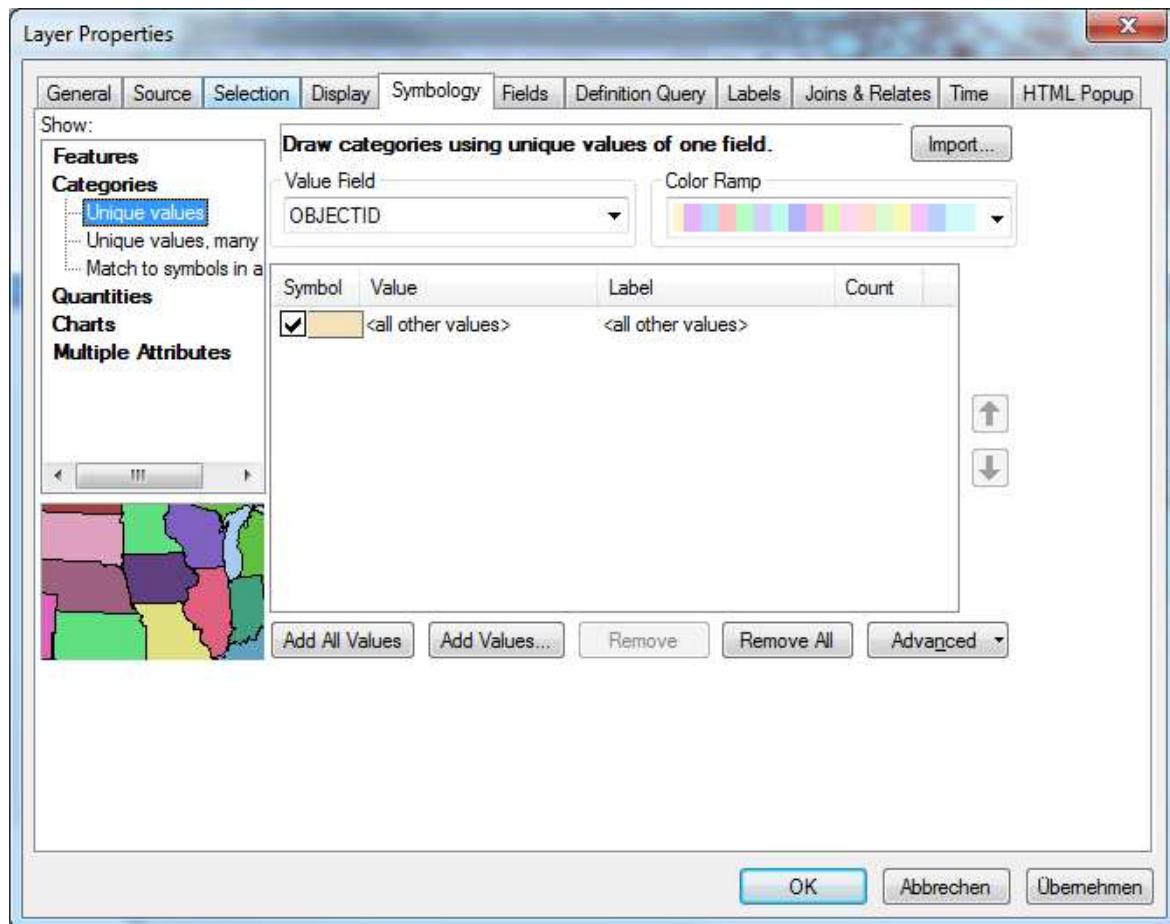 Layer Properties
General Source Selection Display Symbology Fields Definition Query Labels Joins & Relates Time HTML Popup
Show:
Features
Categories
Unique values
Unique values, many
Match to symbols in a
Quantities
Charts
Multiple Attributes
Draw categories using unique values of one field.
Import...
Value Field
OBJECTID
Color Ramp
Symbol Value Label Count
<all other values> <all other values>
Add All Values Add Values... Remove Remove All Advanced
OK Abbrechen Übernehmen